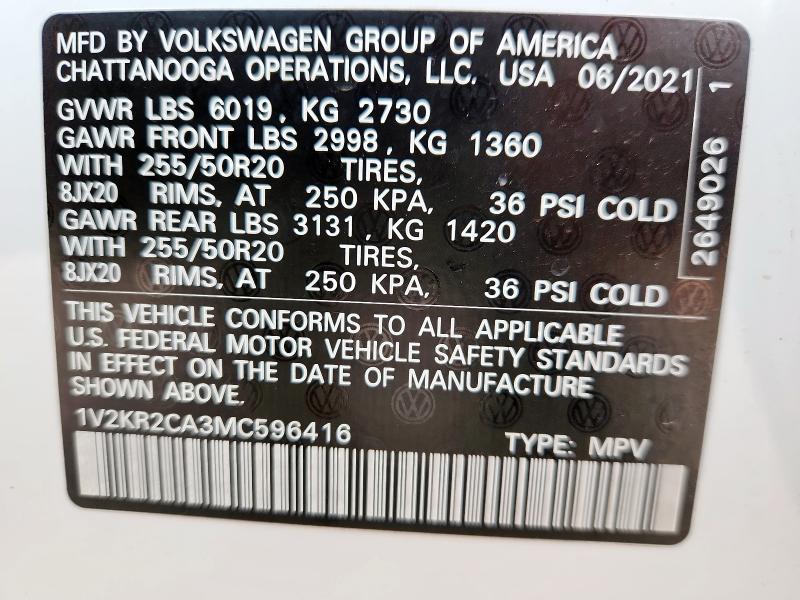 MFD BY VOLKSWAGEN GROUP OF AMERICA
CHATTANOOGA OPERATIONS, LLC, USA 06/2021
GVWR LBS 6019, KG 2730
GAWR FRONT LBS 2998, KG 1360
WITH 255/50R20 TIRES,
8JX20 RIMS, AT 250 KPA, 36 PSI COLD
GAWR REAR LBS 3131, KG 1420
WITH 255/50R20 TIRES,
8JX20 RIMS, AT 250 KPA, 36 PSI COLD
2649026 1
THIS VEHICLE CONFORMS TO ALL APPLICABLE
U.S. FEDERAL MOTOR VEHICLE SAFETY STANDARDS
IN EFFECT ON THE DATE OF MANUFACTURE
SHOWN ABOVE.
1V2KR2CA3MC596416 TYPE: MPV